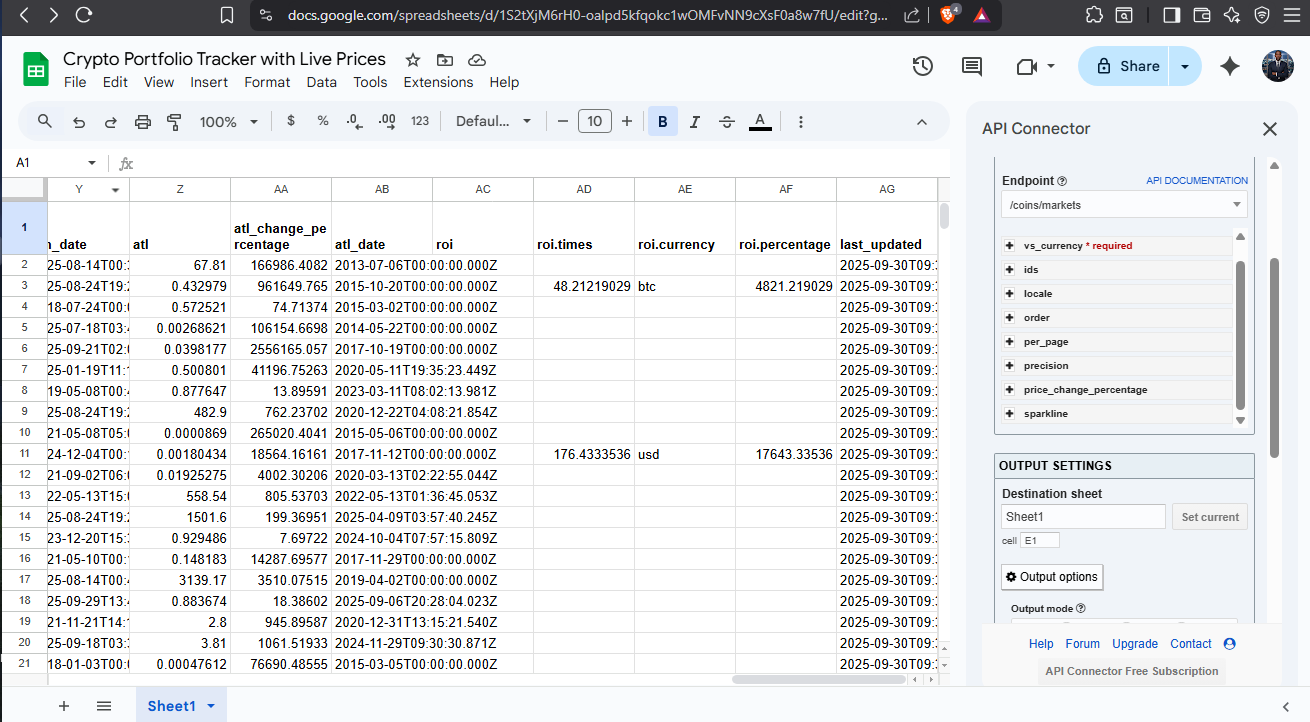 docs.google.com/spreadsheets/d/1S2tXjM6rH0-oalpd5kfqokc1wOMFvNN9cXsF0a8w7fU/edit?g...
4
Crypto Portfolio Tracker with Live Prices
File Edit View Insert Format Data Tools Extensions Help
Share
100% $ % .0 .00 123 Defaul... 10 B I A
A1 fx
Y Z AA AB AC AD AE AF AG
1 n_date atl atl_change_percentage atl_date roi roi.times roi.currency roi.percentage last_updated
2 25-08-14T00: 67.81 166986.4082 2013-07-06T00:00:00.000Z 2025-09-30T09:
3 25-08-24T19: 0.432979 961649.765 2015-10-20T00:00:00.000Z 48.21219029 btc 4821.219029 2025-09-30T09:
4 18-07-24T00: 0.572521 74.71374 2015-03-02T00:00:00.000Z 2025-09-30T09:
5 25-07-18T03: 0.00268621 106154.6698 2014-05-22T00:00:00.000Z 2025-09-30T09:
6 25-09-21T02: 0.0398177 2556165.057 2017-10-19T00:00:00.000Z 2025-09-30T09:
7 25-01-19T11: 0.500801 41196.75263 2020-05-11T19:35:23.449Z 2025-09-30T09:
8 19-05-08T00: 0.877647 13.89591 2023-03-11T08:02:13.981Z 2025-09-30T09:
9 25-08-24T19: 482.9 762.23702 2020-12-22T04:08:21.854Z 2025-09-30T09:
10 21-05-08T05: 0.0000869 265020.4041 2015-05-06T00:00:00.000Z 2025-09-30T09:
11 24-12-04T00: 0.00180434 18564.16161 2017-11-12T00:00:00.000Z 176.4333536 usd 17643.33536 2025-09-30T09:
12 21-09-02T06: 0.01925275 4002.30206 2020-03-13T02:22:55.044Z 2025-09-30T09:
13 22-05-13T15: 558.54 805.53703 2022-05-13T01:36:45.053Z 2025-09-30T09:
14 25-08-24T19: 1501.6 199.36951 2025-04-09T03:57:40.245Z 2025-09-30T09:
15 23-12-20T15: 0.929486 7.69722 2024-10-04T07:57:15.809Z 2025-09-30T09:
16 21-05-10T00: 0.148183 14287.69577 2017-11-29T00:00:00.000Z 2025-09-30T09:
17 25-08-14T00: 3139.17 3510.07515 2019-04-02T00:00:00.000Z 2025-09-30T09:
18 25-09-29T13: 0.883674 18.38602 2025-09-06T20:28:04.023Z 2025-09-30T09:
19 21-11-21T14: 2.8 945.89587 2020-12-31T13:15:21.540Z 2025-09-30T09:
20 25-09-18T03: 3.81 1061.51933 2024-11-29T09:30:30.871Z 2025-09-30T09:
21 18-01-03T00: 0.00047612 76690.48555 2015-03-05T00:00:00.000Z 2025-09-30T09:
Sheet1
API Connector
Endpoint API DOCUMENTATION
/coins/markets
vs_currency * required
ids
locale
order
per_page
precision
price_change_percentage
sparkline
OUTPUT SETTINGS
Destination sheet
Sheet1 Set current
cell E1
Output options
Output mode
Help Forum Upgrade Contact
API Connector Free Subscription